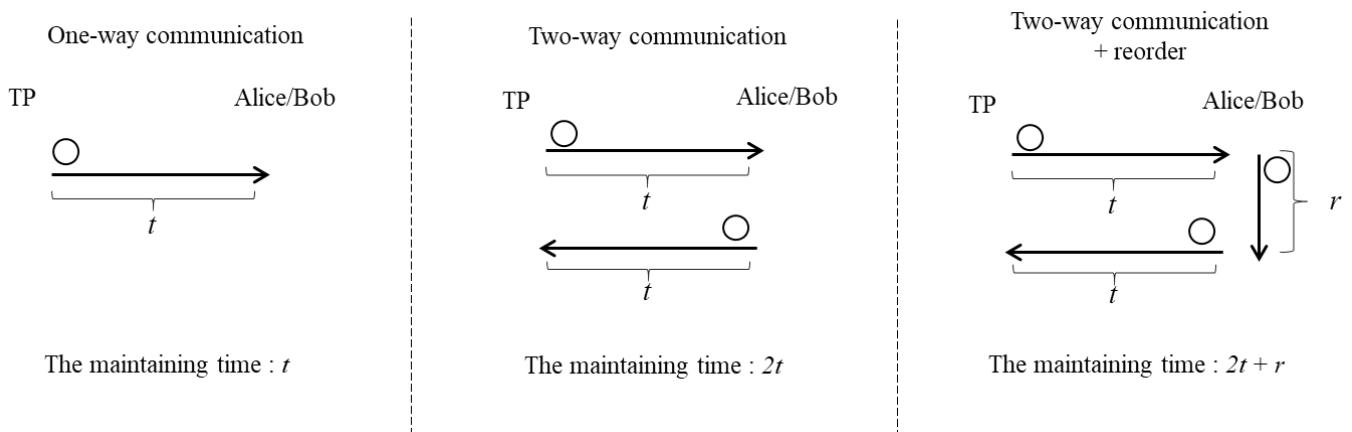 One-way communication
TP
Alice/Bob
t
The maintaining time : t
Two-way communication
TP
Alice/Bob
t
t
The maintaining time : 2t
Two-way communication
+ reorder
TP
Alice/Bob
t
r
t
The maintaining time : 2t + r